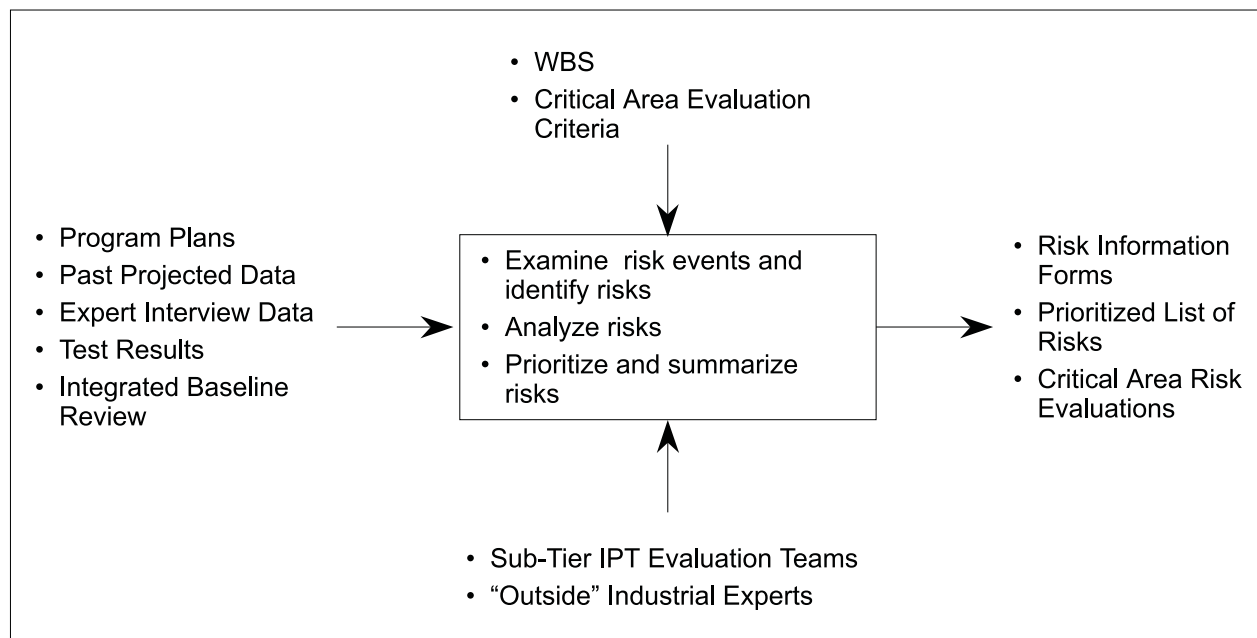 • WBS
• Critical Area Evaluation
Criteria
• Program Plans
• Past Projected Data
• Expert Interview Data
• Test Results
• Integrated Baseline
Review
• Examine risk events and
identify risks
• Analyze risks
• Prioritize and summarize
risks
• Risk Information
Forms
• Prioritized List of
Risks
• Critical Area Risk
Evaluations
• Sub-Tier IPT Evaluation Teams
• “Outside” Industrial Experts